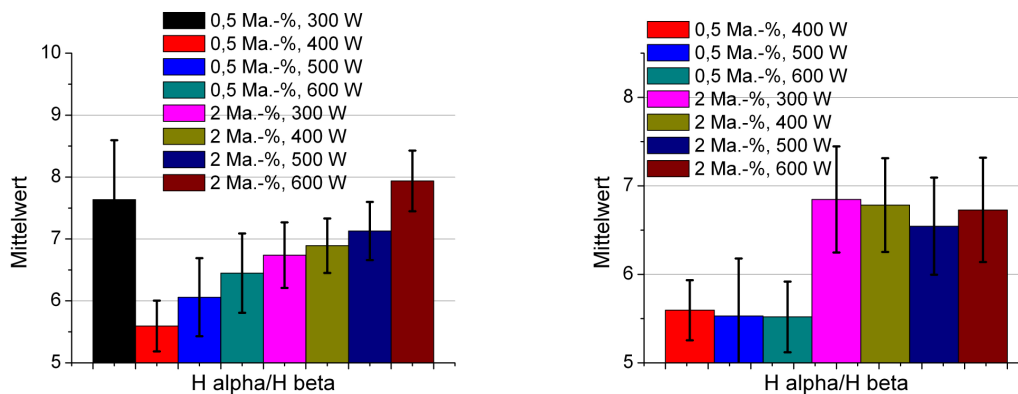 0,5 Ma.-%, 300 W
0,5 Ma.-%, 400 W
0,5 Ma.-%, 500 W
0,5 Ma.-%, 600 W
2 Ma.-%, 300 W
2 Ma.-%, 400 W
2 Ma.-%, 500 W
2 Ma.-%, 600 W
10
9
8
7
6
5
Mittelwert
H alpha/H beta
0,5 Ma.-%, 400 W
0,5 Ma.-%, 500 W
0,5 Ma.-%, 600 W
2 Ma.-%, 300 W
2 Ma.-%, 400 W
2 Ma.-%, 500 W
2 Ma.-%, 600 W
8
7
6
5
Mittelwert
H alpha/H beta